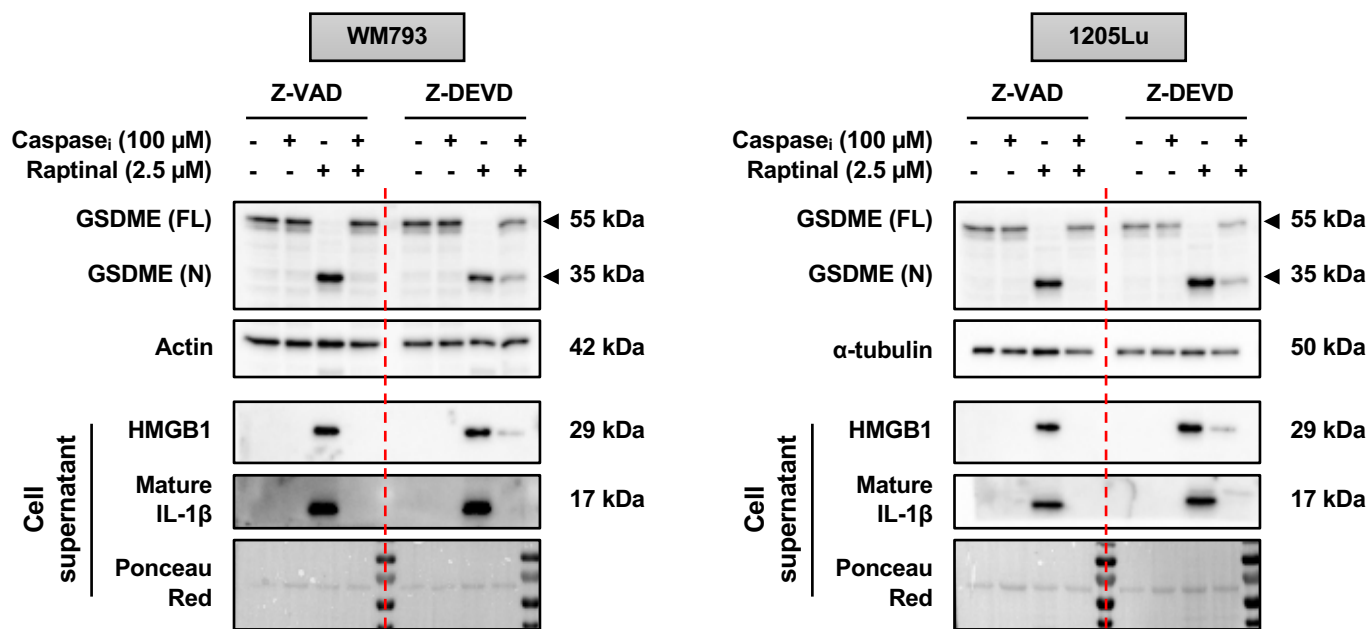 WM793
Z-VAD Z-DEVD
Caspaseᵢ (100 µM) - + - + - + - +
Raptinal (2.5 µM) - - + + - - + +
GSDME (FL) ◄ 55 kDa
GSDME (N) ◄ 35 kDa
Actin 42 kDa
Cell supernatant
HMGB1 29 kDa
Mature
IL-1β 17 kDa
Ponceau
Red
1205Lu
Z-VAD Z-DEVD
Caspaseᵢ (100 µM) - + - + - + - +
Raptinal (2.5 µM) - - + + - - + +
GSDME (FL) ◄ 55 kDa
GSDME (N) ◄ 35 kDa
α-tubulin 50 kDa
Cell supernatant
HMGB1 29 kDa
Mature
IL-1β 17 kDa
Ponceau
Red